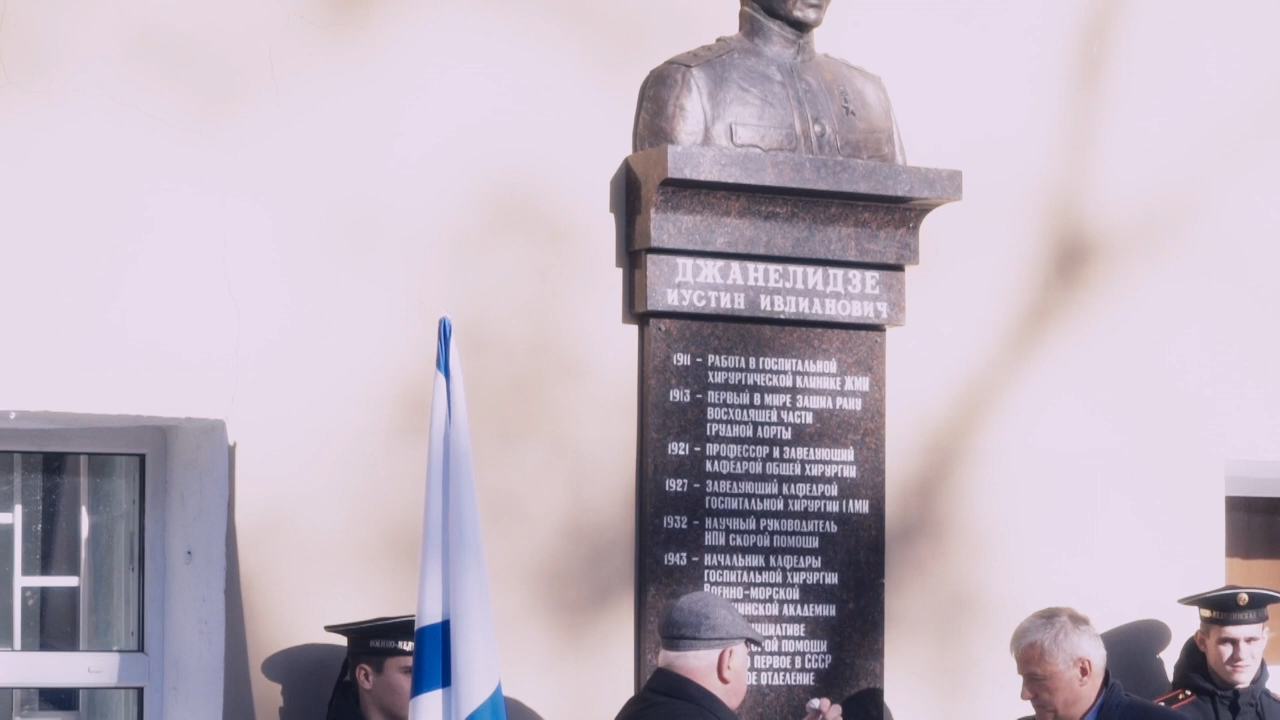 ДЖАНЕЛИДЗЕ
ИУСТИН ИВЛИАНОВИЧ
1911 – РАБОТА В ГОСПИТАЛЬНОЙ
ХИРУРГИЧЕСКОЙ КЛИНИКЕ ЖМИ
1913 – ПЕРВЫЙ В МИРЕ ЗАШИЛ РАНУ
ВОСХОДЯЩЕЙ ЧАСТИ
ГРУДНОЙ АОРТЫ
1921 – ПРОФЕССОР И ЗАВЕДУЮЩИЙ
КАФЕДРОЙ ОБЩЕЙ ХИРУРГИИ
1927 – ЗАВЕДУЮЩИЙ КАФЕДРОЙ
ГОСПИТАЛЬНОЙ ХИРУРГИИ 1 ЛМИ
1932 – НАУЧНЫЙ РУКОВОДИТЕЛЬ
НПИ СКОРОЙ ПОМОЩИ
1943 – НАЧАЛЬНИК КАФЕДРЫ
ГОСПИТАЛЬНОЙ ХИРУРГИИ
ВОЕННО-МОРСКОЙ
АКАДЕМИИ
ПОМОЩИ
ПЕРВОЕ В СССР
ОТДЕЛЕНИЕ